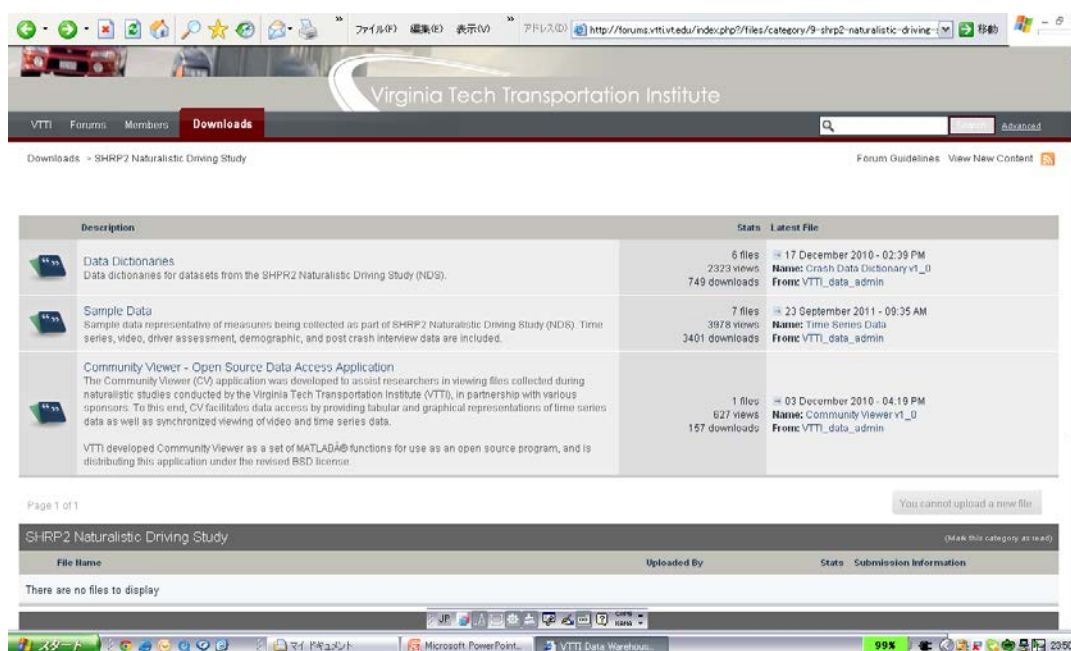 ファイル(F) 編集(E) 表示(V) アドレス(D) http://forums.vtti.vt.edu/index.php?/files/category/9-shrp2-naturalistic-driving- 移動
Virginia Tech Transportation Institute
VTTI Forums Members Downloads Advanced
Downloads > SHRP2 Naturalistic Driving Study Forum Guidelines View New Content
Description Stats Latest File
Data Dictionaries
Data dictionaries for datasets from the SHPR2 Naturalistic Driving Study (NDS).
6 files
2323 views
749 downloads
17 December 2010 - 02:39 PM
Name: Crash Data Dictionary v1_0
From: VTTI_data_admin
Sample Data
Sample data representative of measures being collected as part of SHRP2 Naturalistic Driving Study (NDS). Time
series, video, driver assessment, demographic, and post crash interview data are included.
7 files
3978 views
3401 downloads
23 September 2011 - 09:35 AM
Name: Time Series Data
From: VTTI_data_admin
Community Viewer - Open Source Data Access Application
The Community Viewer (CV) application was developed to assist researchers in viewing files collected during
naturalistic studies conducted by the Virginia Tech Transportation Institute (VTTI), in partnership with various
sponsors. To this end, CV facilitates data access by providing tabular and graphical representations of time series
data as well as synchronized viewing of video and time series data.
VTTI developed Community Viewer as a set of MATLABÂ® functions for use as an open source program, and is
distributing this application under the revised BSD license.
1 files
627 views
157 downloads
03 December 2010 - 04:19 PM
Name: Community Viewer v1_0
From: VTTI_data_admin
Page 1 of 1 You cannot upload a new file
SHRP2 Naturalistic Driving Study (Mark this category as read)
File Name Uploaded By Stats Submission Information
There are no files to display
JP A CAPS KANA
スタート マイ ドキュメント Microsoft PowerPoint... VTTI Data Warehous... 99% 23:50